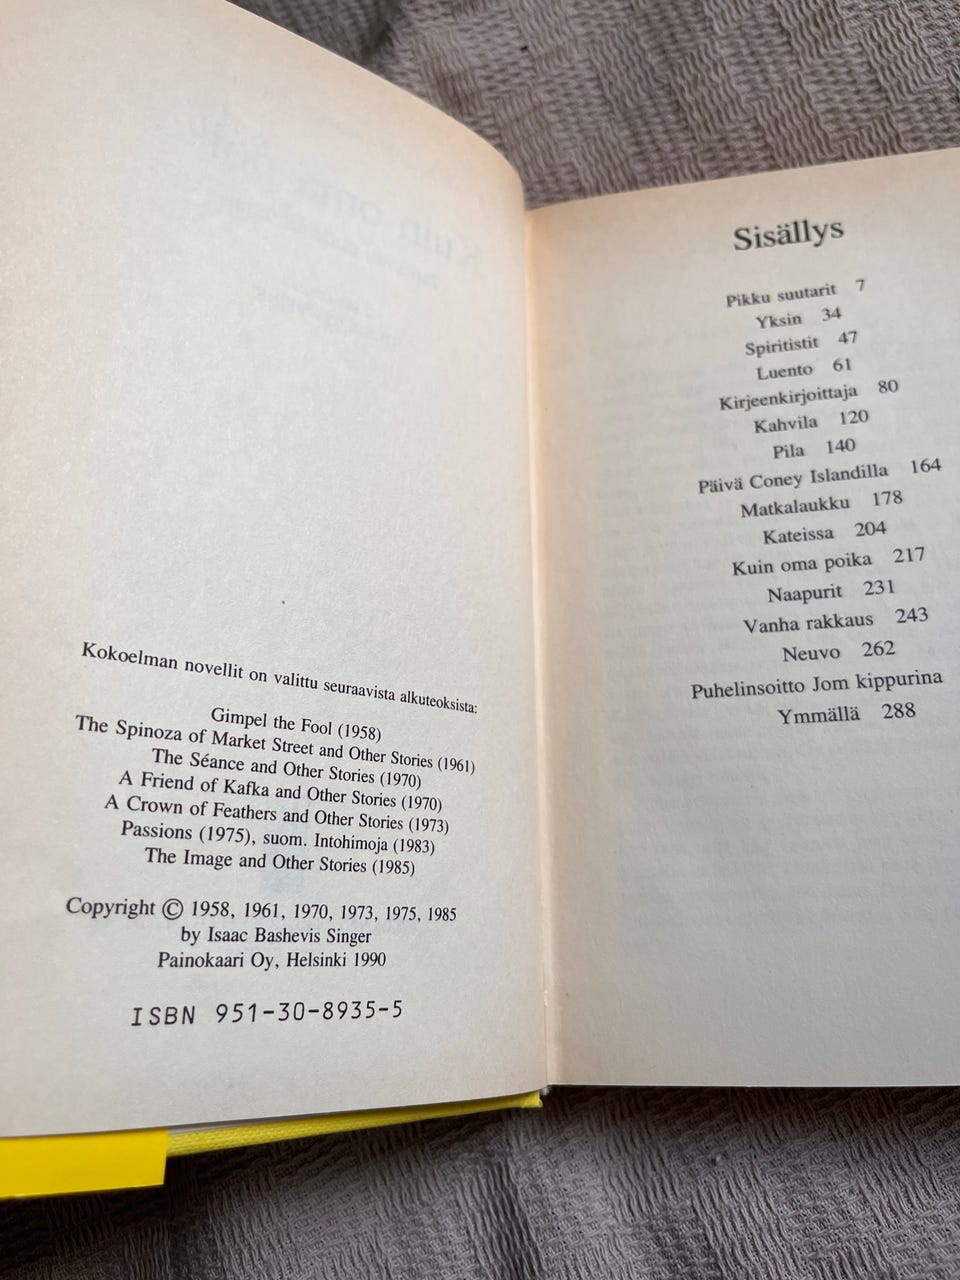 Kokoelman novellit on valittu seuraavista alkuteoksista:
Gimpel the Fool (1958)
The Spinoza of Market Street and Other Stories (1961)
The Séance and Other Stories (1970)
A Friend of Kafka and Other Stories (1970)
A Crown of Feathers and Other Stories (1973)
Passions (1975), suom. Intohimoja (1983)
The Image and Other Stories (1985)
Copyright © 1958, 1961, 1970, 1973, 1975, 1985
by Isaac Bashevis Singer
Painokaari Oy, Helsinki 1990
ISBN 951-30-8935-5
Sisällys
Pikku suutarit 7
Yksin 34
Spiritistit 47
Luento 61
Kirjeenkirjoittaja 80
Kahvila 120
Pila 140
Päivä Coney Islandilla 164
Matkalaukku 178
Kateissa 204
Kuin oma poika 217
Naapurit 231
Vanha rakkaus 243
Neuvo 262
Puhelinsoitto Jom kippurina
Ymmällä 288